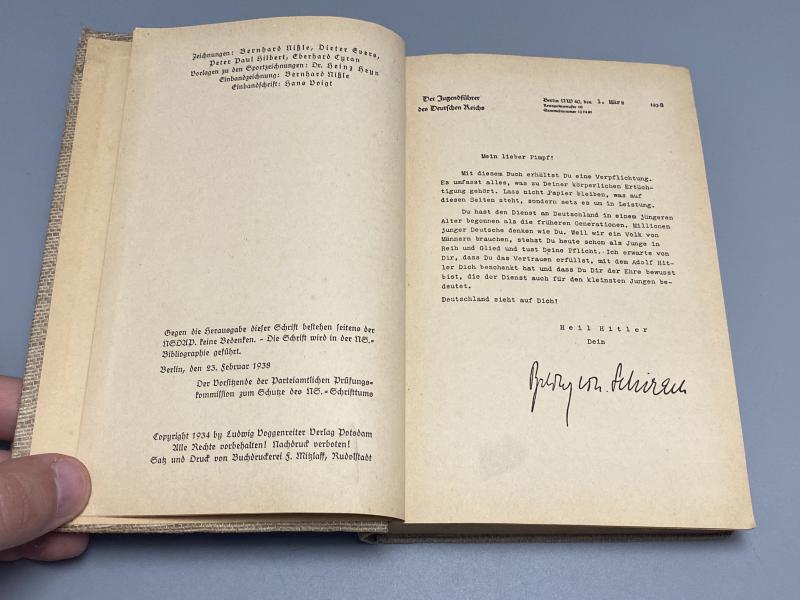 Zeichnungen: Bernhard Nißle, Dieter Evers,
Peter Paul Hilbert, Eberhard Cyran
Vorlagen zu den Sportzeichnungen: Dr. Heinz Heyn
Einbandzeichnung: Bernhard Nißle
Einbandschrift: Hans Voigt
Gegen die Herausgabe dieser Schrift bestehen seitens der
NSDAP. keine Bedenken. - Die Schrift wird in der NS.-
Bibliographie geführt.
Berlin, den 23. Februar 1938
Der Vorsitzende der Parteiamtlichen Prüfungs-
kommission zum Schutze des NS.-Schrifttums
Copyright 1934 by Ludwig Voggenreiter Verlag Potsdam
Alle Rechte vorbehalten! Nachdruck verboten!
Satz und Druck von Buchdruckerei F. Mitzlaff, Rudolstadt
Der Jugendführer
des Deutschen Reichs
Berlin NW 40, den 1. März 1938
Kronprinzenufer 10
Mein lieber Pimpf!
Mit diesem Buch erhältst Du eine Verpflichtung.
Es umfasst alles, was zu Deiner körperlichen Ertüch-
tigung gehört. Lass nicht Papier bleiben, was auf
diesen Seiten steht, sondern setz es um in Leistung.
Du hast den Dienst an Deutschland in einem jüngeren
Alter begonnen als die früheren Generationen. Millionen
junger Deutsche denken wie Du. Weil wir ein Volk von
Männern brauchen, stehst Du heute schon als Junge in
Reih und Glied und tust Deine Pflicht. Ich erwarte von
Dir, dass Du das Vertrauen erfüllst, mit dem Adolf Hit-
ler Dich beschenkt hat und dass Du Dir der Ehre bewusst
bist, die der Dienst auch für den kleinsten Jungen be-
deutet.
Deutschland sieht auf Dich!
Heil Hitler
Dein
Baldur von Schirach